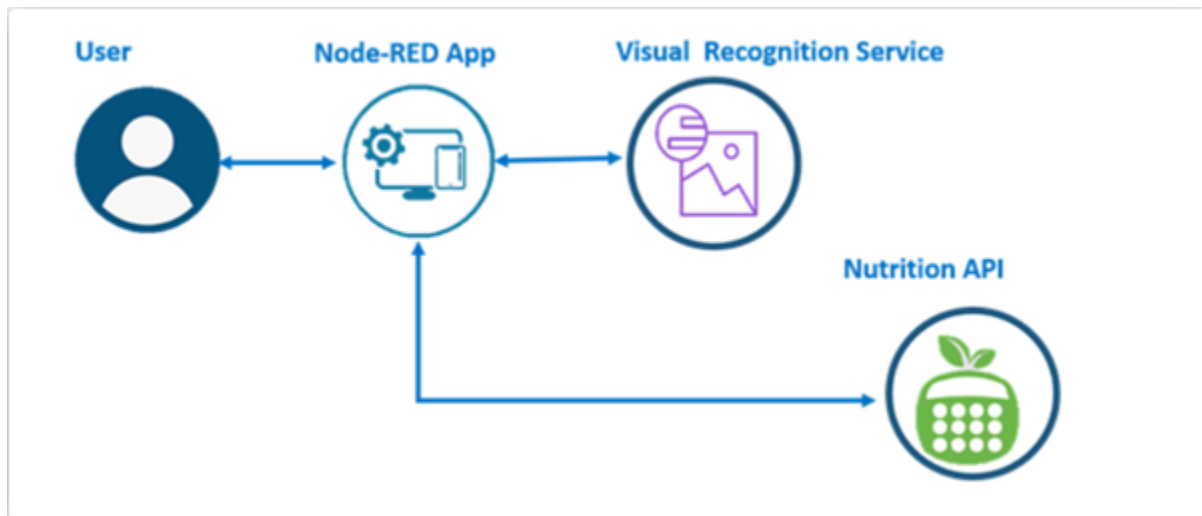 User
Node-RED App
Visual Recognition Service
Nutrition API